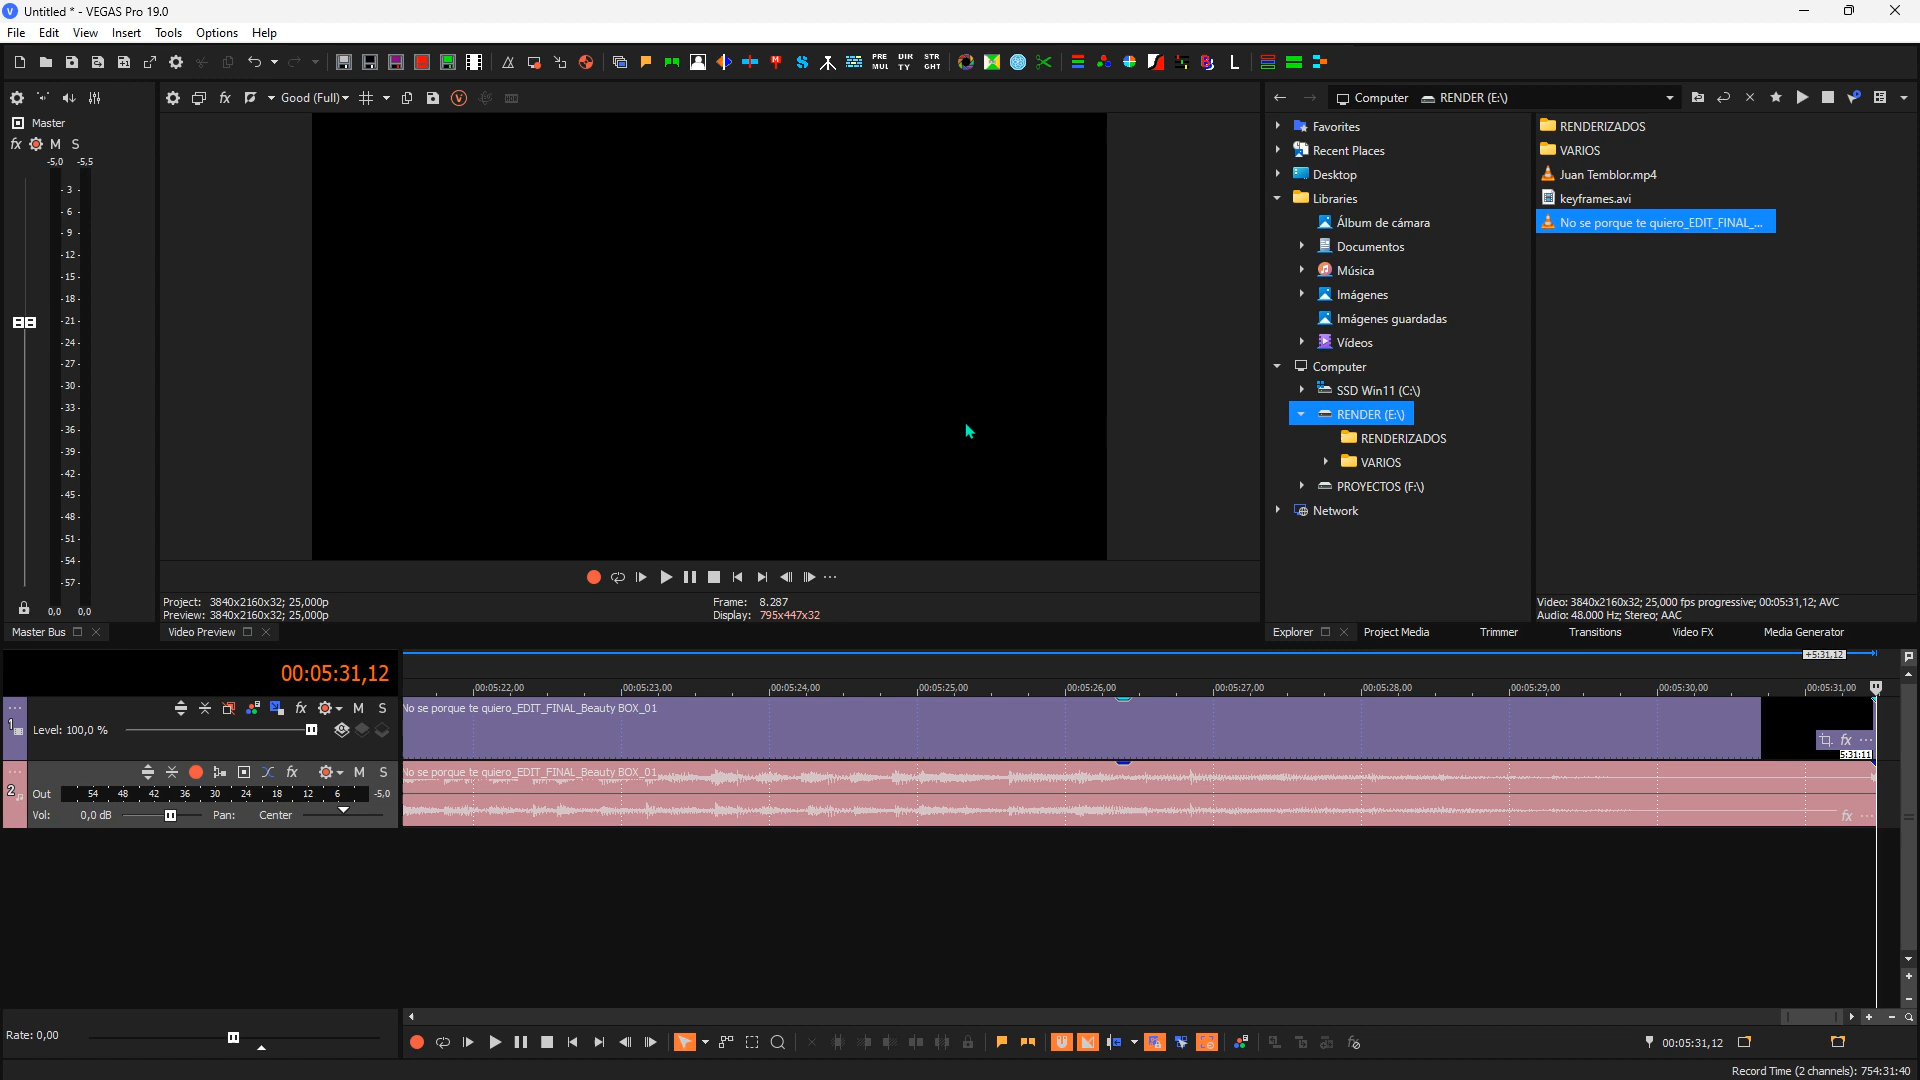 Untitled * - VEGAS Pro 19.0
File Edit View Insert Tools Options Help
PRE MUL DIR TY STR GHT L
Good (Full)
Computer RENDER (E:\)
Master
fx M S
-5,0 -5,5
- 3 -
- 6 -
- 9 -
-12-
-15-
-18-
-21-
-24-
-27-
-30-
-33-
-36-
-39-
-42-
-45-
-48-
-51-
-54-
-57-
0,0 0,0
Favorites
Recent Places
Desktop
Libraries
Álbum de cámara
Documentos
Música
Imágenes
Imágenes guardadas
Vídeos
Computer
SSD Win11 (C:\)
RENDER (E:\)
RENDERIZADOS
VARIOS
PROYECTOS (F:\)
Network
RENDERIZADOS
VARIOS
Juan Temblor.mp4
keyframes.avi
No se porque te quiero_EDIT_FINAL_...
Project: 3840x2160x32; 25,000p
Preview: 3840x2160x32; 25,000p
Frame: 8.287
Display: 795x447x32
Video: 3840x2160x32; 25,000 fps progressive; 00:05:31,12; AVC
Audio: 48.000 Hz; Stereo; AAC
Master Bus Video Preview
Explorer Project Media Trimmer Transitions Video FX Media Generator
+5:31,12
00:05:31,12
00:05:22,00 00:05:23,00 00:05:24,00 00:05:25,00 00:05:26,00 00:05:27,00 00:05:28,00 00:05:29,00 00:05:30,00 00:05:31,00
1 fx M S
Level: 100,0 %
No se porque te quiero_EDIT_FINAL_Beauty BOX_01
fx
5:31:11
2 fx M S
Out 54 48 42 36 30 24 18 12 6 -5,0
Vol: 0,0 dB Pan: Center
No se porque te quiero_EDIT_FINAL_Beauty BOX_01
fx
Rate: 0,00
00:05:31,12
Record Time (2 channels): 754:31:40